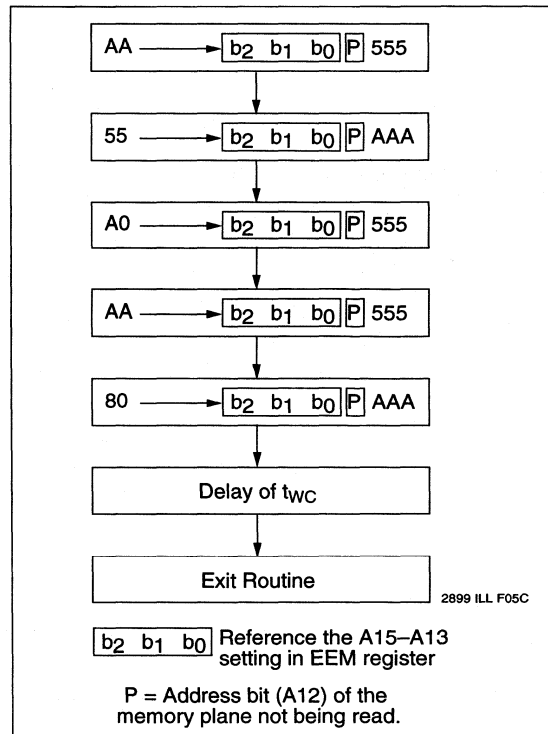 AA b2 b1 b0 P 555
55 b2 b1 b0 P AAA
A0 b2 b1 b0 P 555
AA b2 b1 b0 P 555
80 b2 b1 b0 P AAA
Delay of tWC
Exit Routine
2899 ILL F05C
b2 b1 b0 Reference the A15–A13
setting in EEM register
P = Address bit (A12) of the
memory plane not being read.